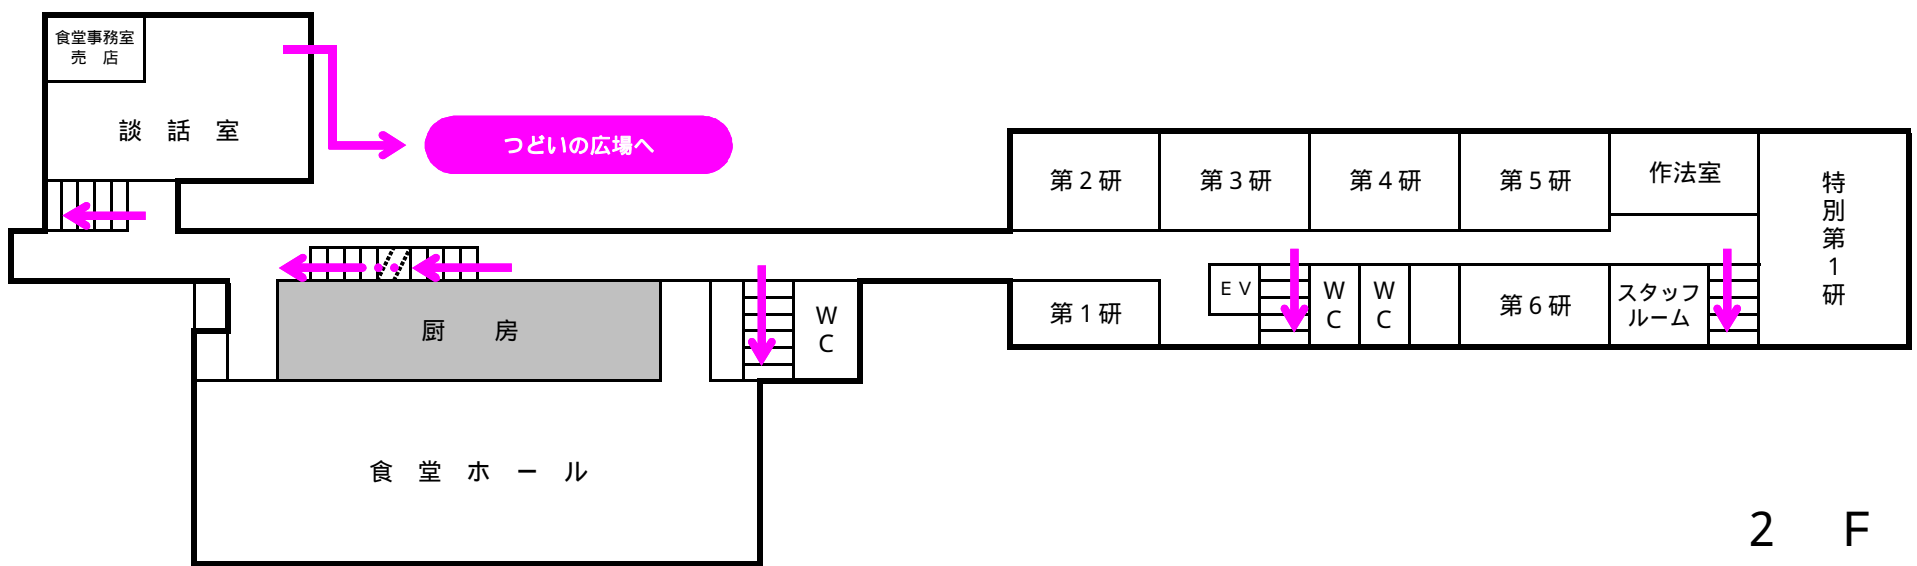 食堂事務室
売　店
談　話　室
つどいの広場へ
第２研
第３研
第４研
第５研
作法室
特別第１研
厨　　房
ＷＣ
第１研
ＥＶ
ＷＣ
ＷＣ
第６研
スタッフ
ルーム
食　堂　ホ　ー　ル
２　Ｆ